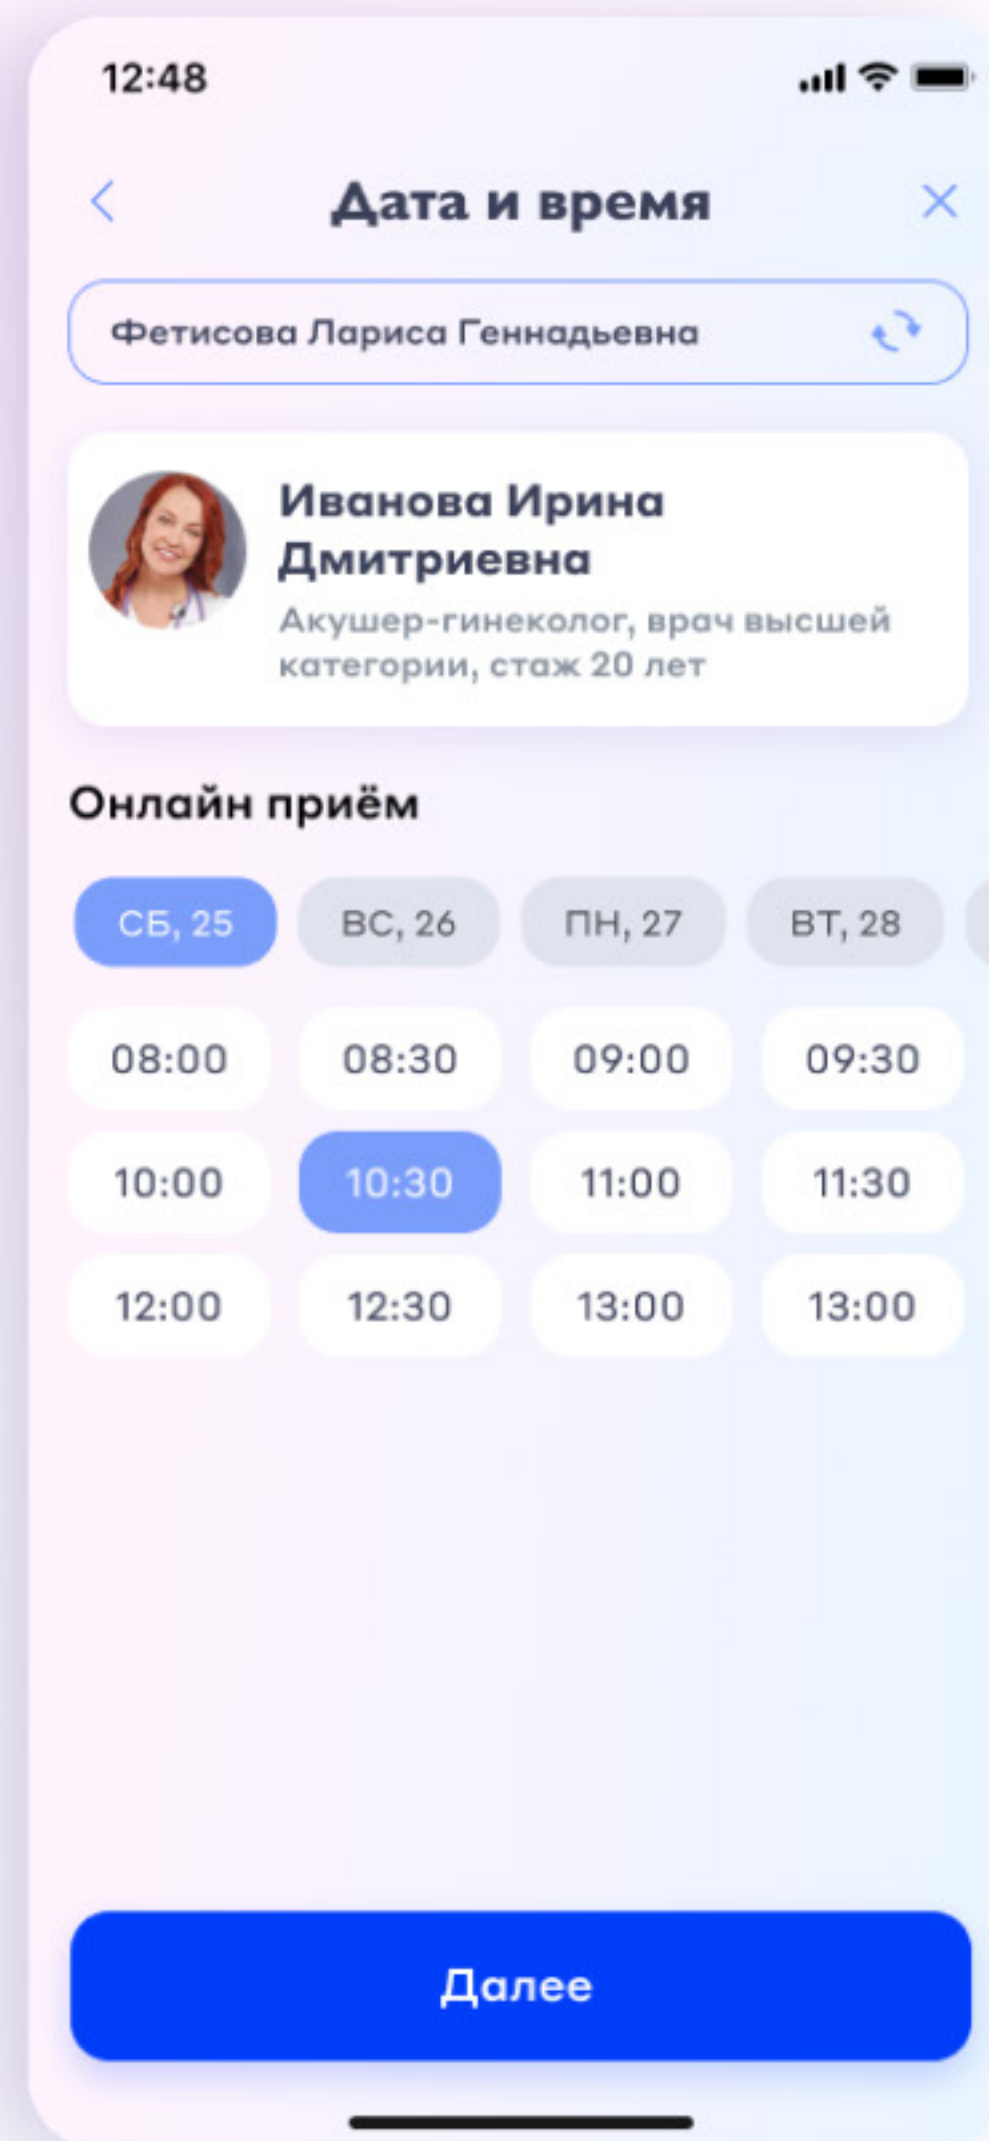 12:48
Дата и время
Фетисова Лариса Геннадьевна
Иванова Ирина
Дмитриевна
Акушер-гинеколог, врач высшей
категории, стаж 20 лет
Онлайн приём
СБ, 25 ВС, 26 ПН, 27 ВТ, 28
08:00 08:30 09:00 09:30
10:00 10:30 11:00 11:30
12:00 12:30 13:00 13:00
Далее